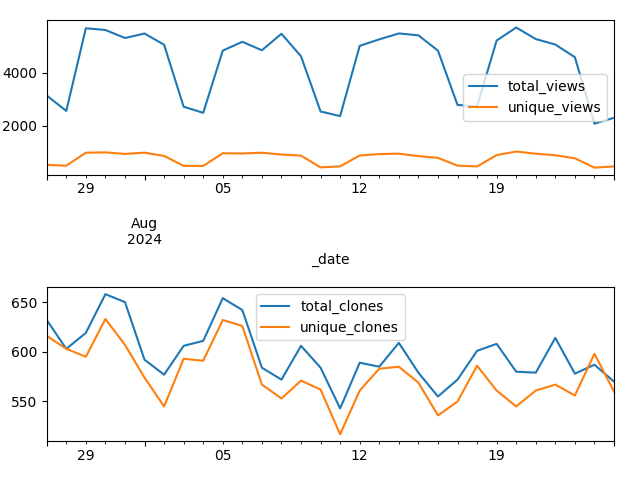 4000
2000
total_views
unique_views
29
05
12
19
Aug
2024
_date
650
600
550
total_clones
unique_clones
29
05
12
19